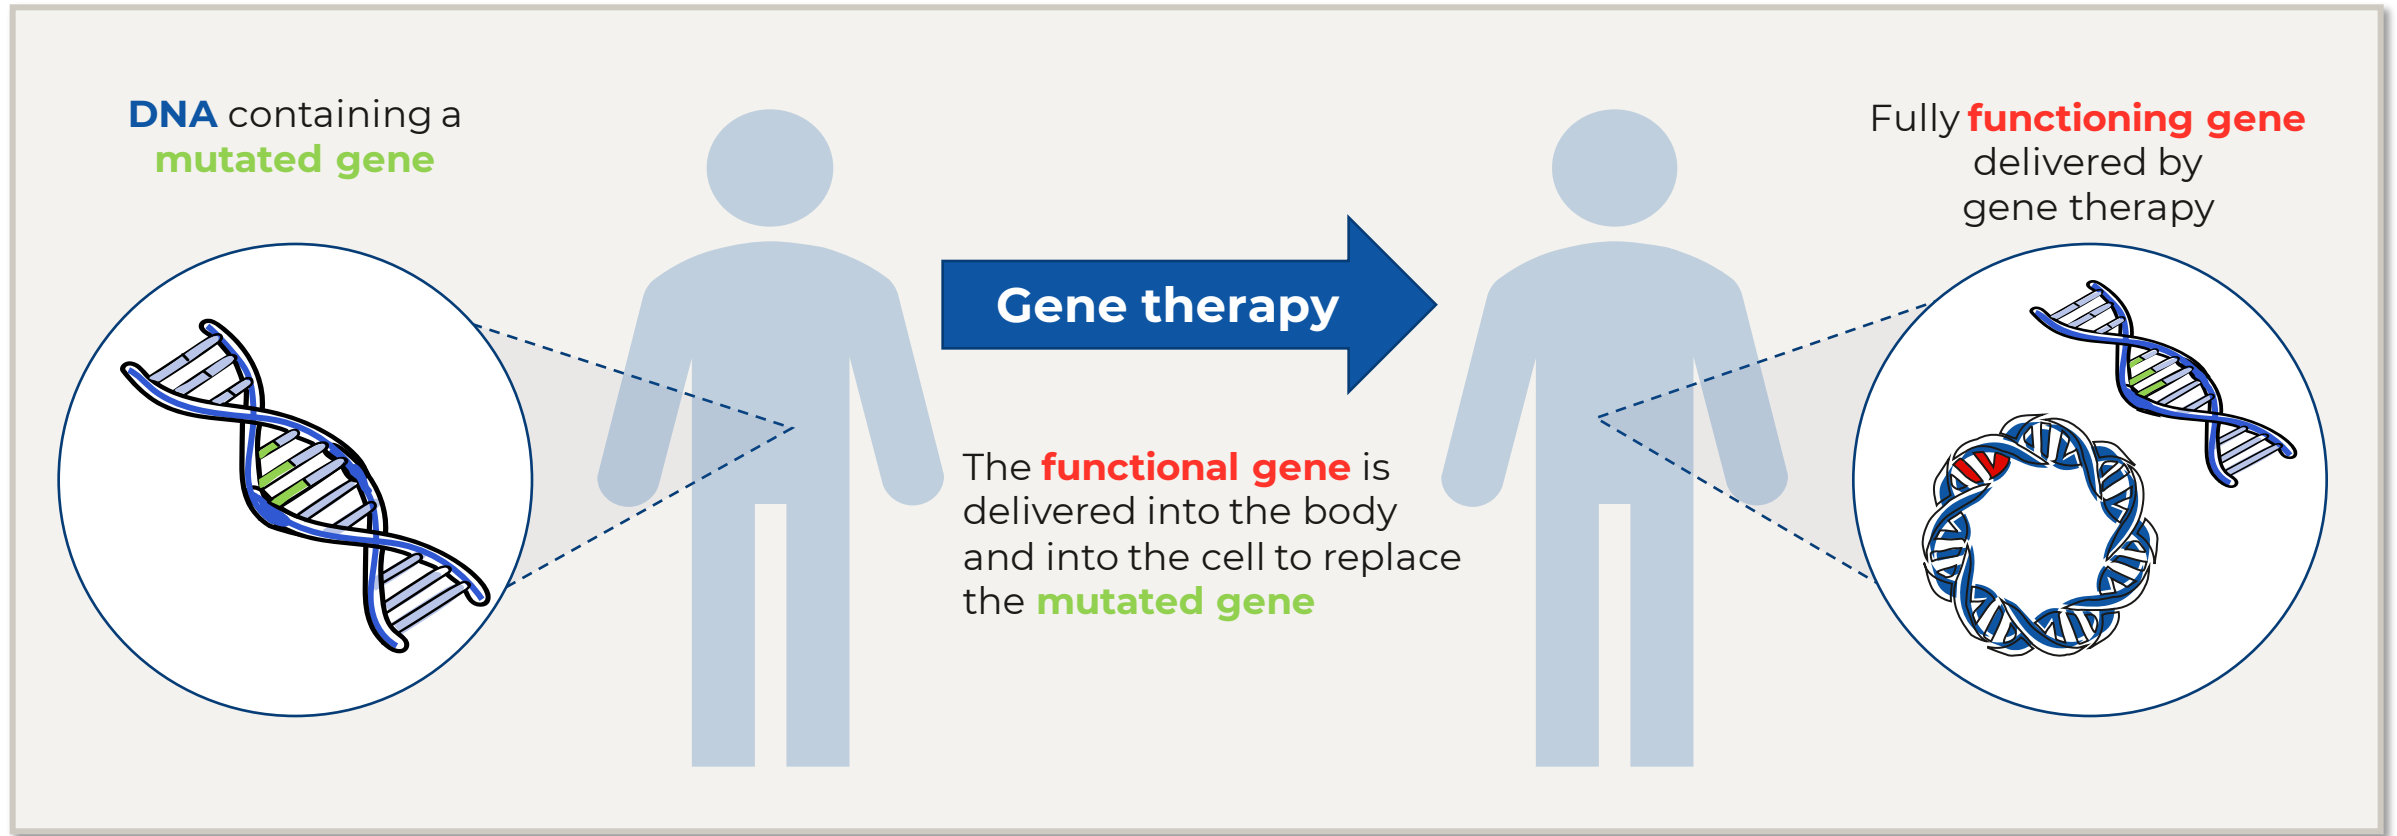 DNA containing a
mutated gene
Gene therapy
The functional gene is
delivered into the body
and into the cell to replace
the mutated gene
Fully functioning gene
delivered by
gene therapy